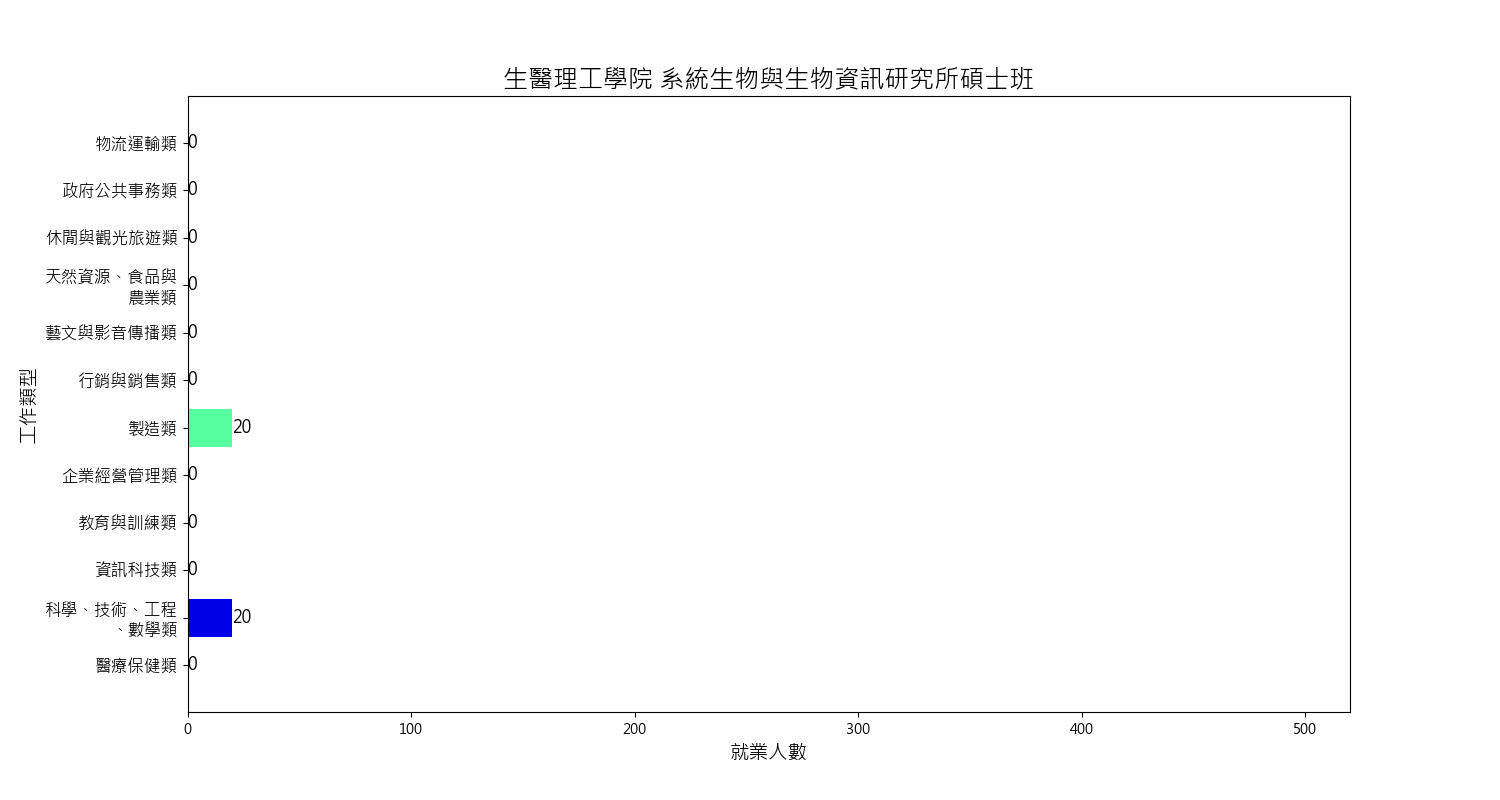 生醫理工學院 系統生物與生物資訊研究所碩士班
物流運輸類 0
政府公共事務類 0
休閒與觀光旅遊類 0
天然資源、食品與
農業類 0
藝文與影音傳播類 0
行銷與銷售類 0
製造類 20
企業經營管理類 0
教育與訓練類 0
資訊科技類 0
科學、技術、工程
、數學類 20
醫療保健類 0
工作類型
0 100 200 300 400 500
就業人數